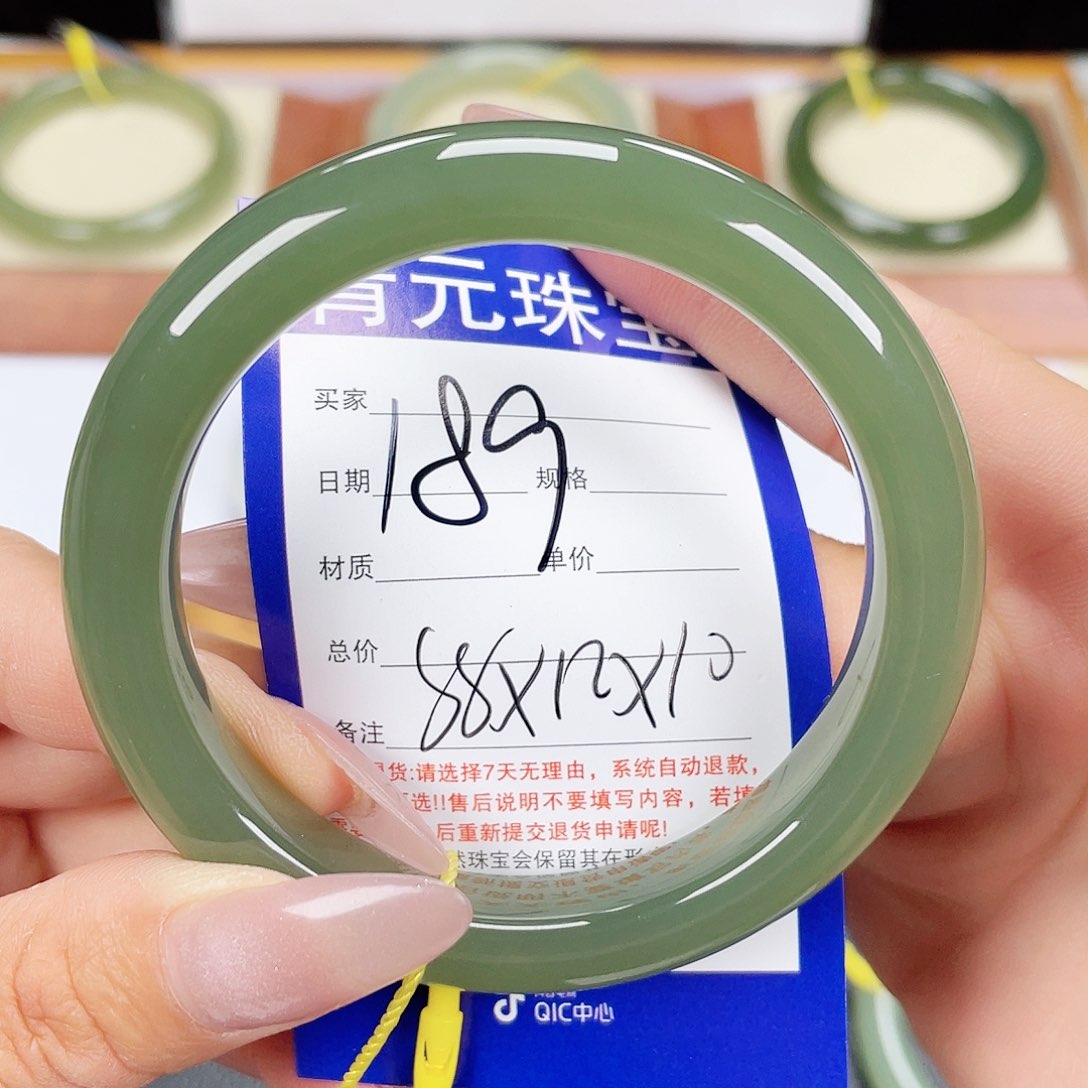 元珠宝
买家
189
日期 规格
材质 单价
总价
58X12X10
备注
货:请选择7天无理由，系统自动退款，
选!!售后说明不要填写内容，若填
后重新提交退货申请呢!
然珠宝会保留其在形
QIC中心